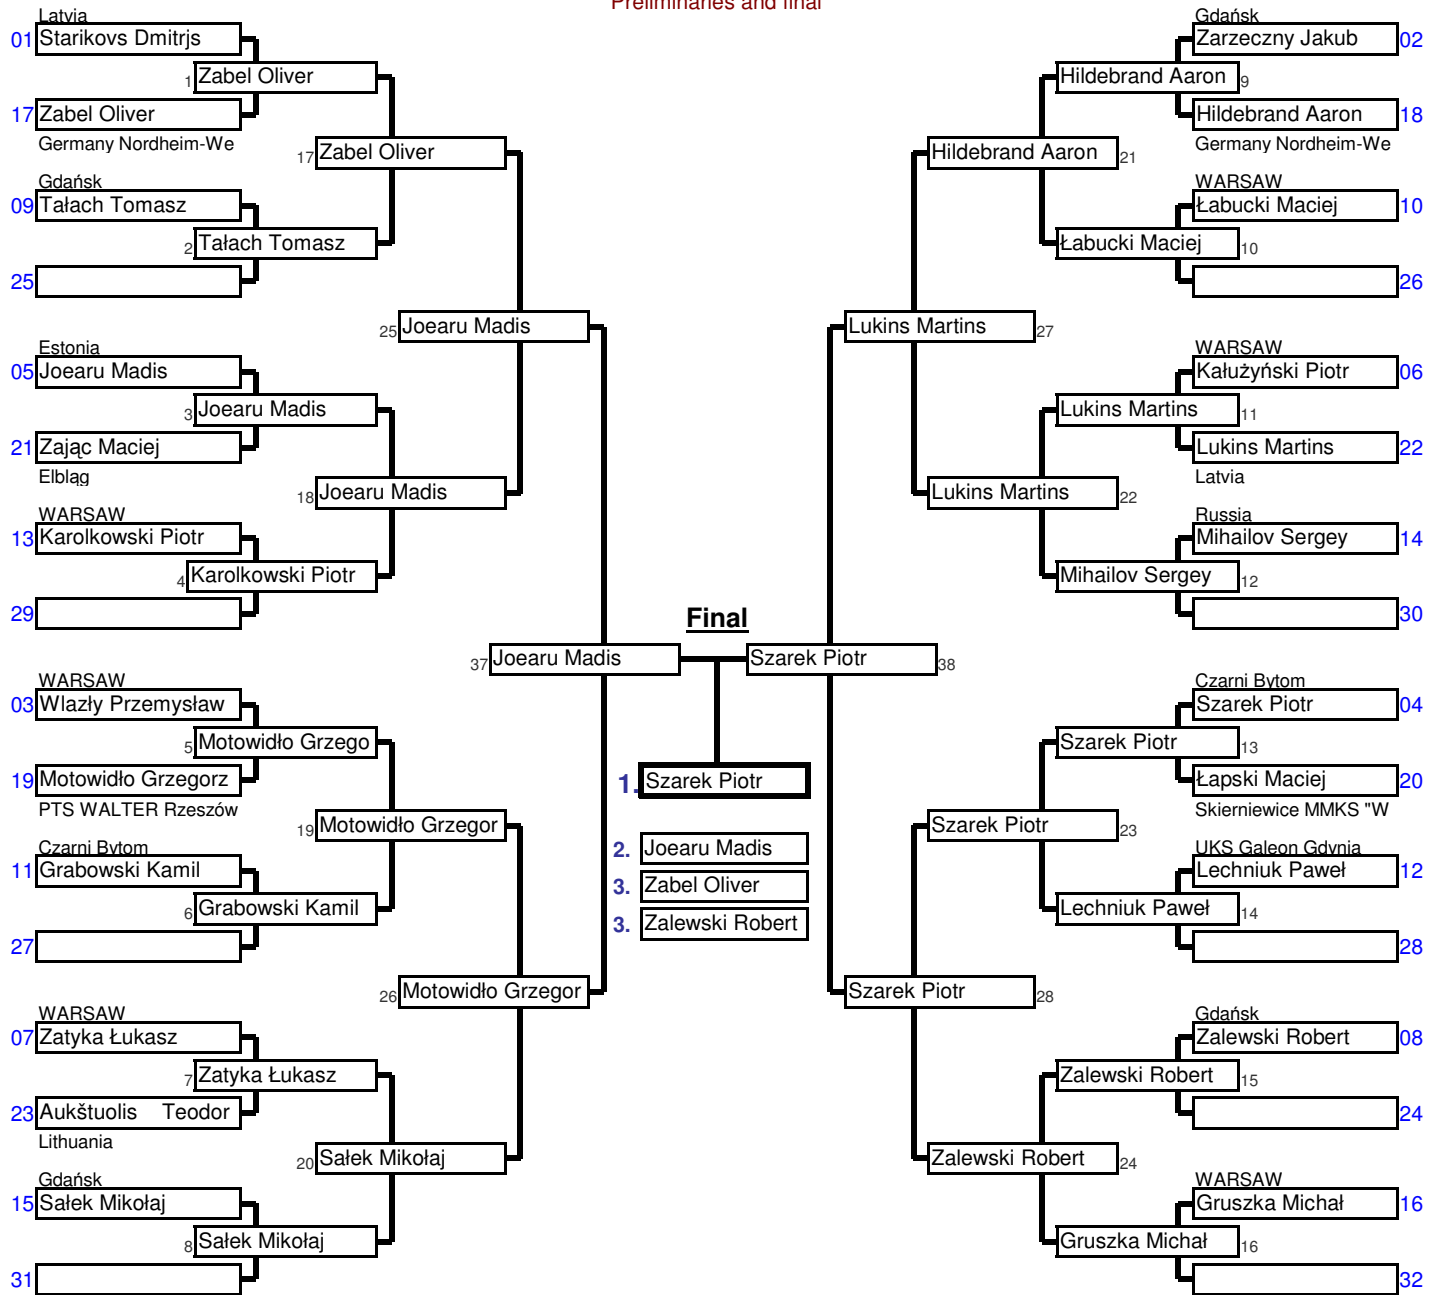 Preliminaries and final
Latvia
01 Starikovs Dmitrjs
1 Zabel Oliver
17 Zabel Oliver
Germany Nordheim-We
17 Zabel Oliver
Gdańsk
09 Tałach Tomasz
2 Tałach Tomasz
25
25 Joearu Madis
Estonia
05 Joearu Madis
3 Joearu Madis
21 Zając Maciej
Elbląg
18 Joearu Madis
WARSAW
13 Karolkowski Piotr
4 Karolkowski Piotr
29
37 Joearu Madis
WARSAW
03 Wlazły Przemysław
5 Motowidło Grzego
19 Motowidło Grzegorz
PTS WALTER Rzeszów
19 Motowidło Grzegor
Czarni Bytom
11 Grabowski Kamil
6 Grabowski Kamil
27
26 Motowidło Grzegor
WARSAW
07 Zatyka Łukasz
7 Zatyka Łukasz
23 Aukštuolis Teodor
Lithuania
20 Sałek Mikołaj
Gdańsk
15 Sałek Mikołaj
8 Sałek Mikołaj
31
Final
1. Szarek Piotr
2. Joearu Madis
3. Zabel Oliver
3. Zalewski Robert
Gdańsk
Zarzeczny Jakub 02
Hildebrand Aaron 9
Hildebrand Aaron 18
Germany Nordheim-We
Hildebrand Aaron 21
WARSAW
Łabucki Maciej 10
Łabucki Maciej 10
26
Lukins Martins 27
WARSAW
Kałużyński Piotr 06
Lukins Martins 11
Lukins Martins 22
Latvia
Lukins Martins 22
Russia
Mihailov Sergey 14
Mihailov Sergey 12
30
Szarek Piotr 38
Czarni Bytom
Szarek Piotr 04
Szarek Piotr 13
Łapski Maciej 20
Skierniewice MMKS "W
Szarek Piotr 23
UKS Galeon Gdynia
Lechniuk Paweł 12
Lechniuk Paweł 14
28
Szarek Piotr 28
Gdańsk
Zalewski Robert 08
Zalewski Robert 15
24
Zalewski Robert 24
WARSAW
Gruszka Michał 16
Gruszka Michał 16
32